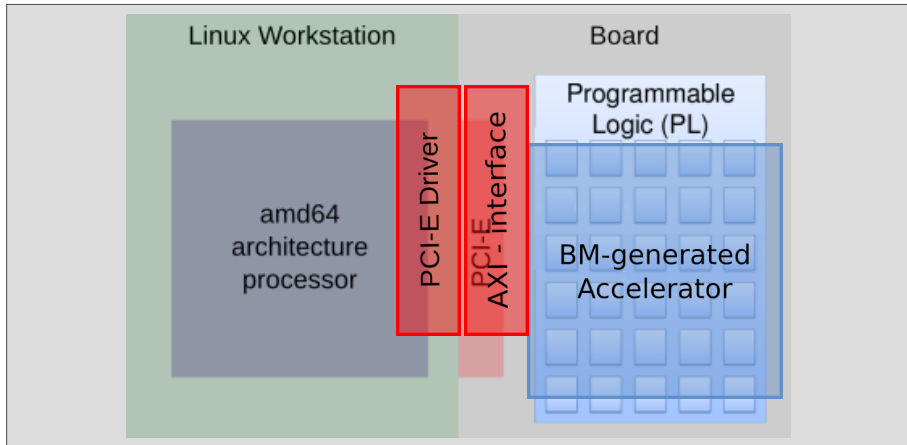 Linux Workstation
Board
amd64
architecture
processor
PCI-E Driver
PCI-E
AXI - interface
Programmable
Logic (PL)
BM-generated
Accelerator